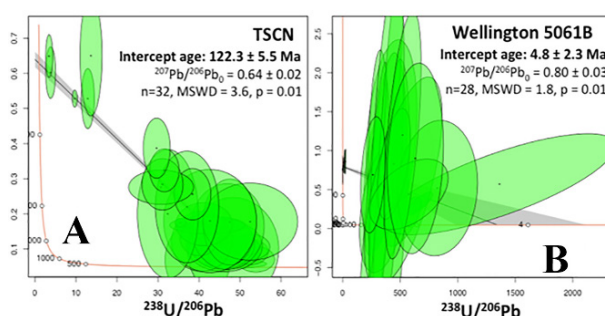 TSCN
Intercept age: 122.3 ± 5.5 Ma
²⁰⁷Pb/²⁰⁶Pb₀ = 0.64 ± 0.02
n=32, MSWD = 3.6, p = 0.01
0.7
0.6
0.5
0.4
0.3
0.2
0.1
1000
500
A
0
10
20
30
40
50
60
²³⁸U/²⁰⁶Pb
Wellington 5061B
Intercept age: 4.8 ± 2.3 Ma
²⁰⁷Pb/²⁰⁶Pb₀ = 0.80 ± 0.03
n=28, MSWD = 1.8, p = 0.01
2.5
2.0
1.5
1.0
0.5
0.0
-0.5
4
B
0
500
1000
1500
2000
²³⁸U/²⁰⁶Pb